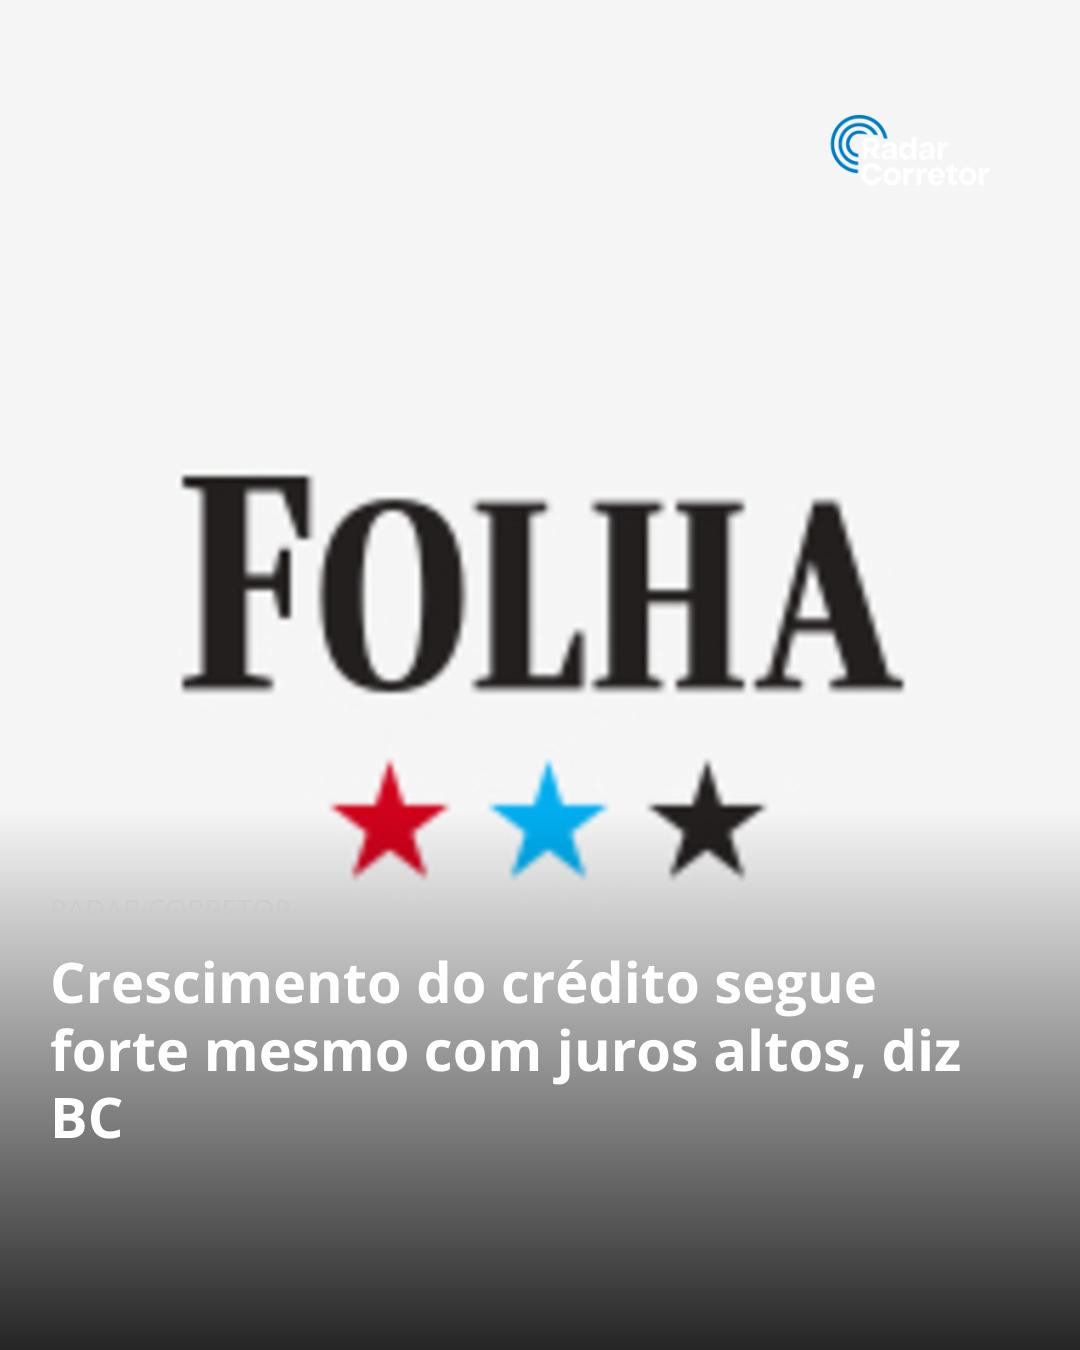 Radar
Corretor
FOLHA
RADAR CORRETOR
Crescimento do crédito segue
forte mesmo com juros altos, diz
BC